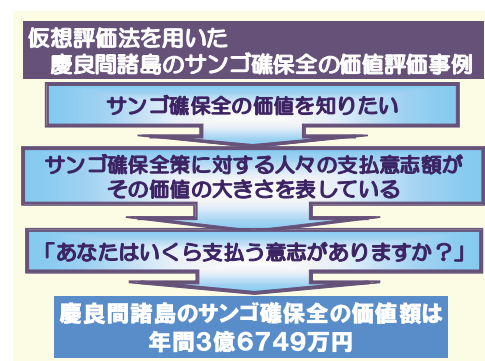 仮想評価法を用いた
慶良間諸島のサンゴ礁保全の価値評価事例
サンゴ礁保全の価値を知りたい
サンゴ礁保全策に対する人々の支払意志額が
その価値の大きさを表している
「あなたはいくら支払う意志がありますか？」
慶良間諸島のサンゴ礁保全の価値額は
年間3億6749万円